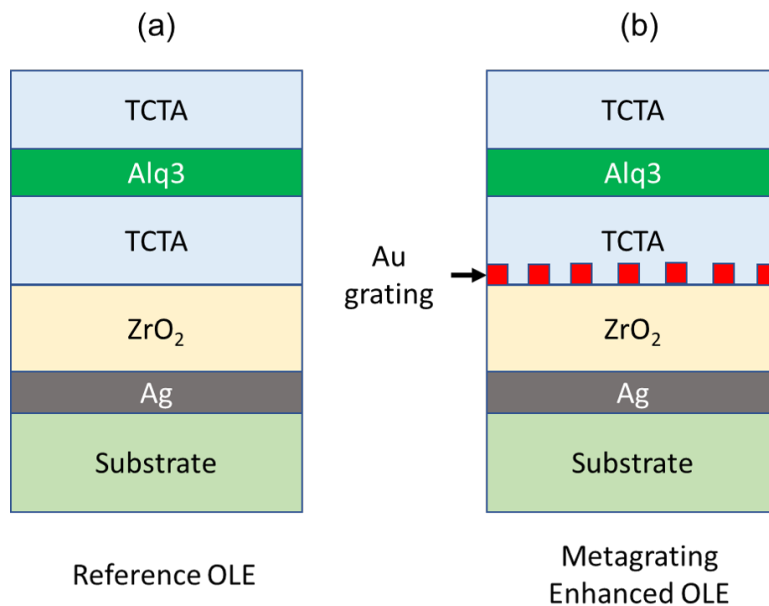 (a)
TCTA
Alq3
TCTA
ZrO₂
Ag
Substrate
Reference OLE
(b)
TCTA
Alq3
TCTA
Au
grating
ZrO₂
Ag
Substrate
Metagrating
Enhanced OLE